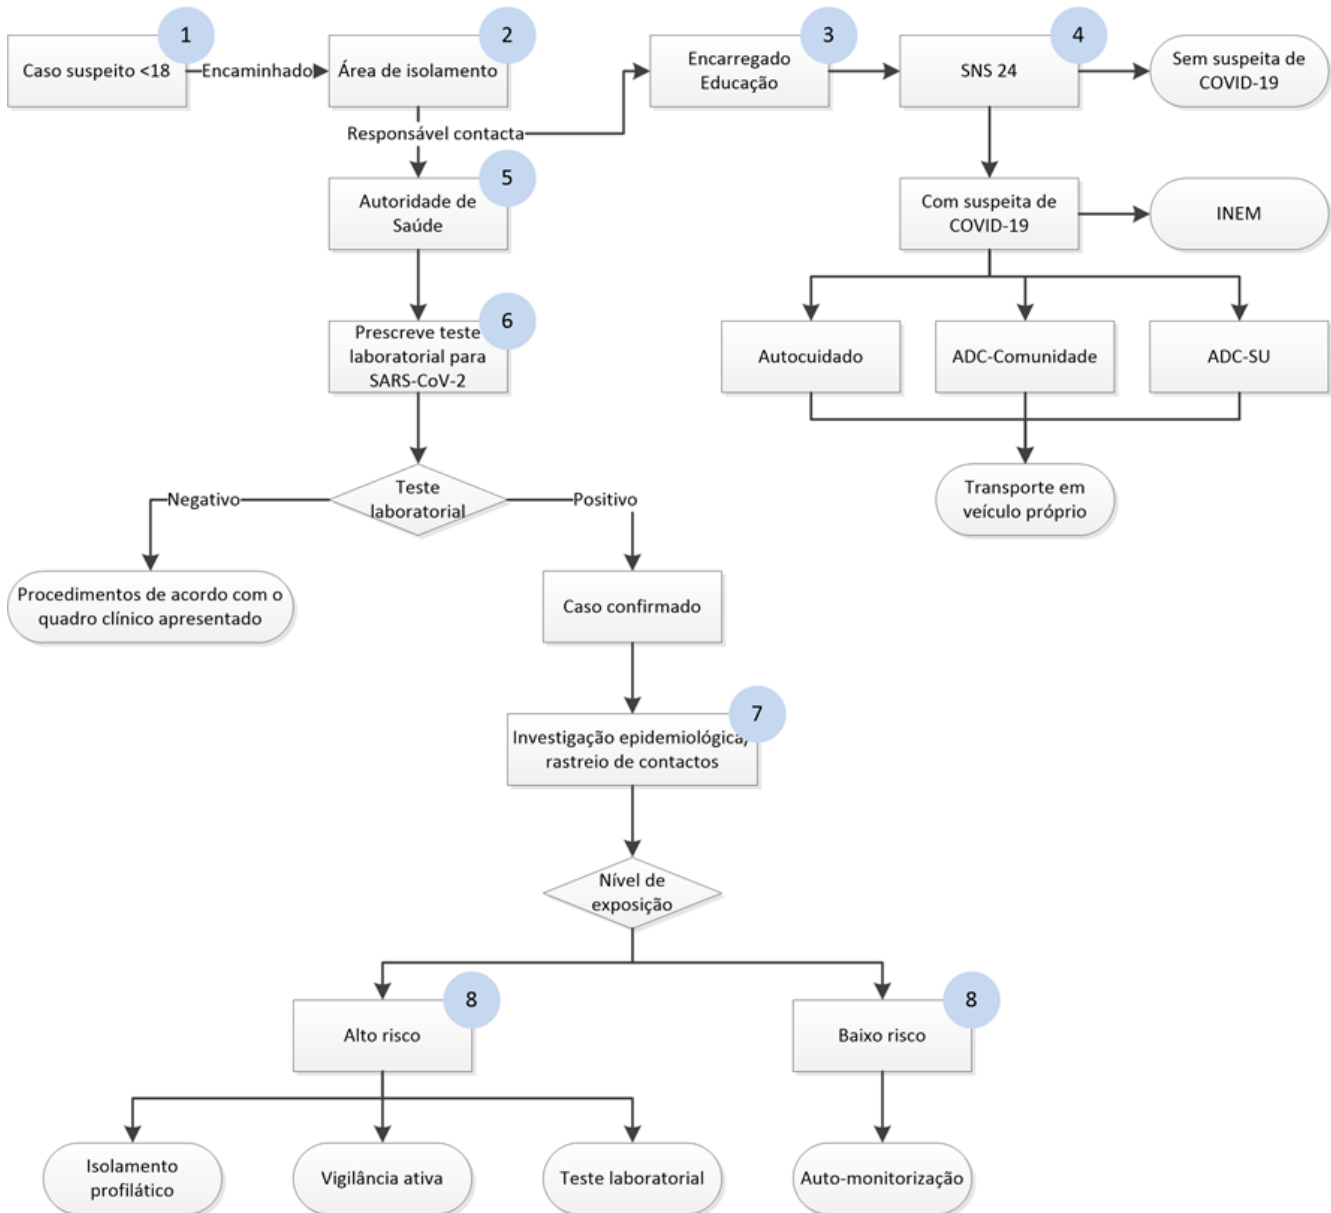 1
Caso suspeito <18
Encaminhado
2
Área de isolamento
3
Encarregado
Educação
4
SNS 24
Sem suspeita de
COVID-19
Responsável contacta
5
Autoridade de
Saúde
Com suspeita de
COVID-19
INEM
6
Prescreve teste
laboratorial para
SARS-CoV-2
Autocuidado
ADC-Comunidade
ADC-SU
Teste
laboratorial
Negativo
Positivo
Transporte em
veículo próprio
Procedimentos de acordo com o
quadro clínico apresentado
Caso confirmado
7
Investigação epidemiológica/
rastreio de contactos
Nível de
exposição
8
Alto risco
8
Baixo risco
Isolamento
profilático
Vigilância ativa
Teste laboratorial
Auto-monitorização